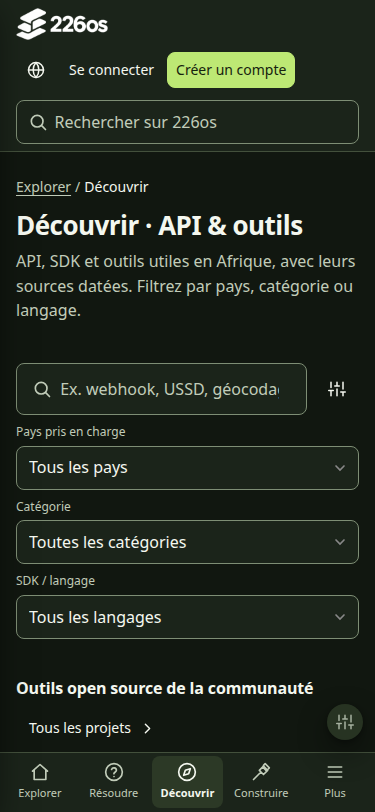 226os
Se connecter
Créer un compte
Rechercher sur 226os
Explorer / Découvrir
Découvrir · API & outils
API, SDK et outils utiles en Afrique, avec leurs
sources datées. Filtrez par pays, catégorie ou
langage.
Ex. webhook, USSD, géocoda
Pays pris en charge
Tous les pays
Catégorie
Toutes les catégories
SDK / langage
Tous les langages
Outils open source de la communauté
Tous les projets
Explorer
Résoudre
Découvrir
Construire
Plus